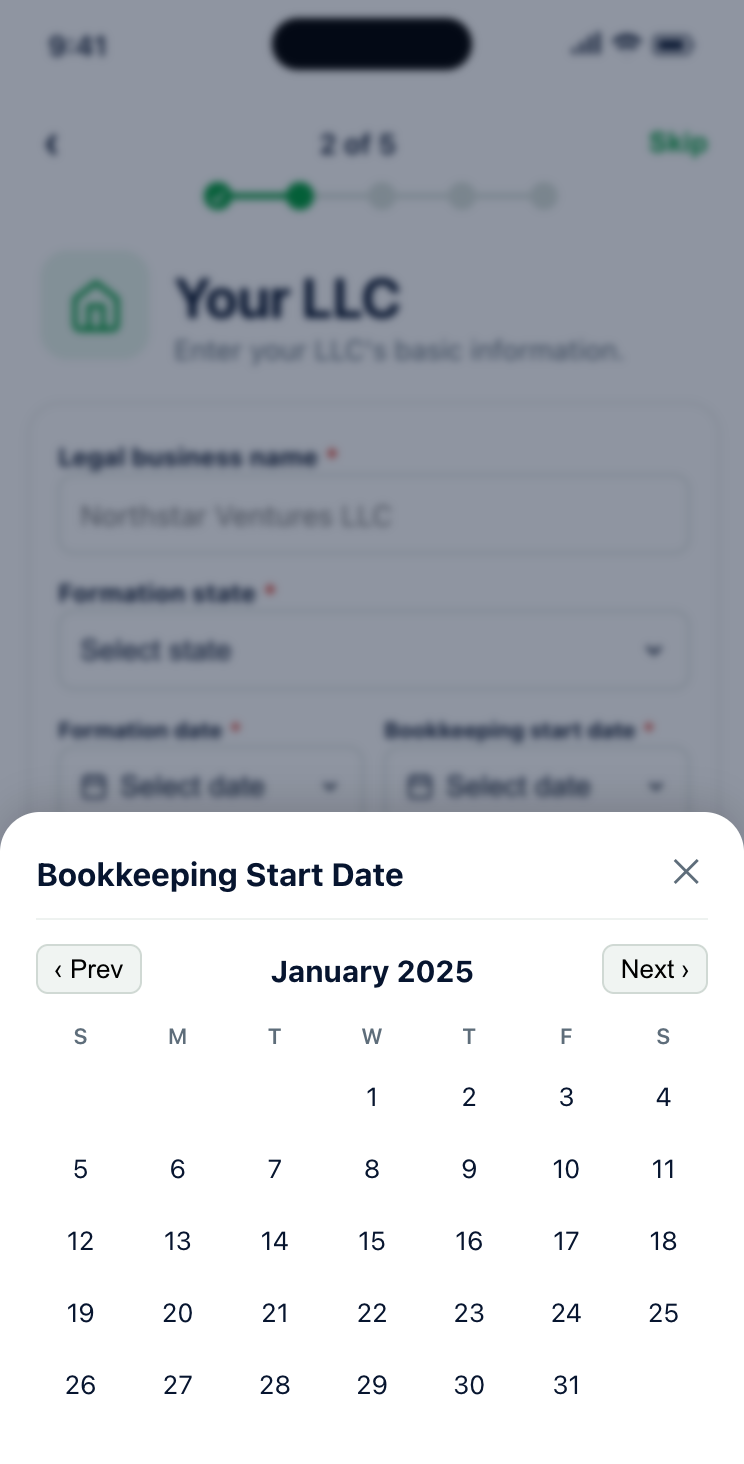 9:41
2 of 5
Skip
Your LLC
Enter your LLC's basic information.
Legal business name *
Northstar Ventures LLC
Formation state *
Select state
Formation date * Bookkeeping start date *
Select date Select date
Bookkeeping Start Date
‹ Prev January 2025 Next ›
S M T W T F S
1 2 3 4
5 6 7 8 9 10 11
12 13 14 15 16 17 18
19 20 21 22 23 24 25
26 27 28 29 30 31